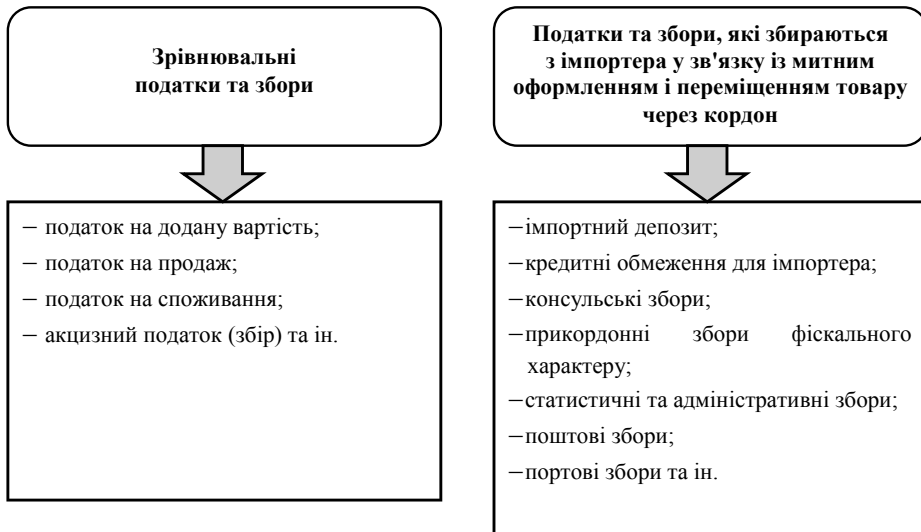 Зрівнювальні
податки та збори
– податок на додану вартість;
– податок на продаж;
– податок на споживання;
– акцизний податок (збір) та ін.
Податки та збори, які збираються
з імпортера у зв'язку із митним
оформленням і переміщенням товару
через кордон
–імпортний депозит;
–кредитні обмеження для імпортера;
–консульські збори;
–прикордонні збори фіскального
характеру;
–статистичні та адміністративні збори;
–поштові збори;
–портові збори та ін.